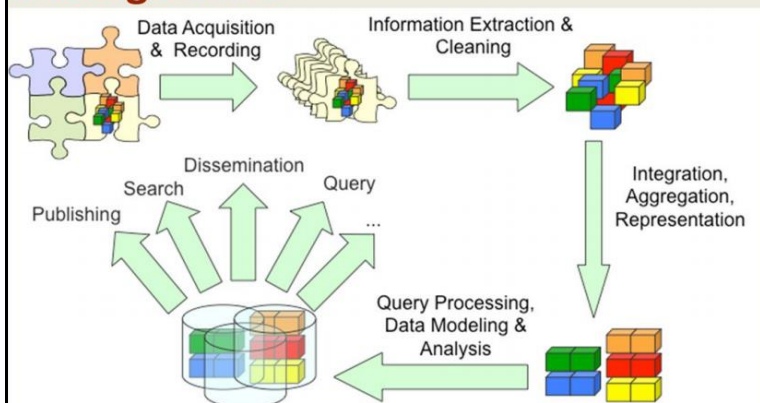 Data Acquisition
& Recording
Information Extraction &
Cleaning
Integration,
Aggregation,
Representation
Query Processing,
Data Modeling &
Analysis
Publishing
Search
Dissemination
Query
...